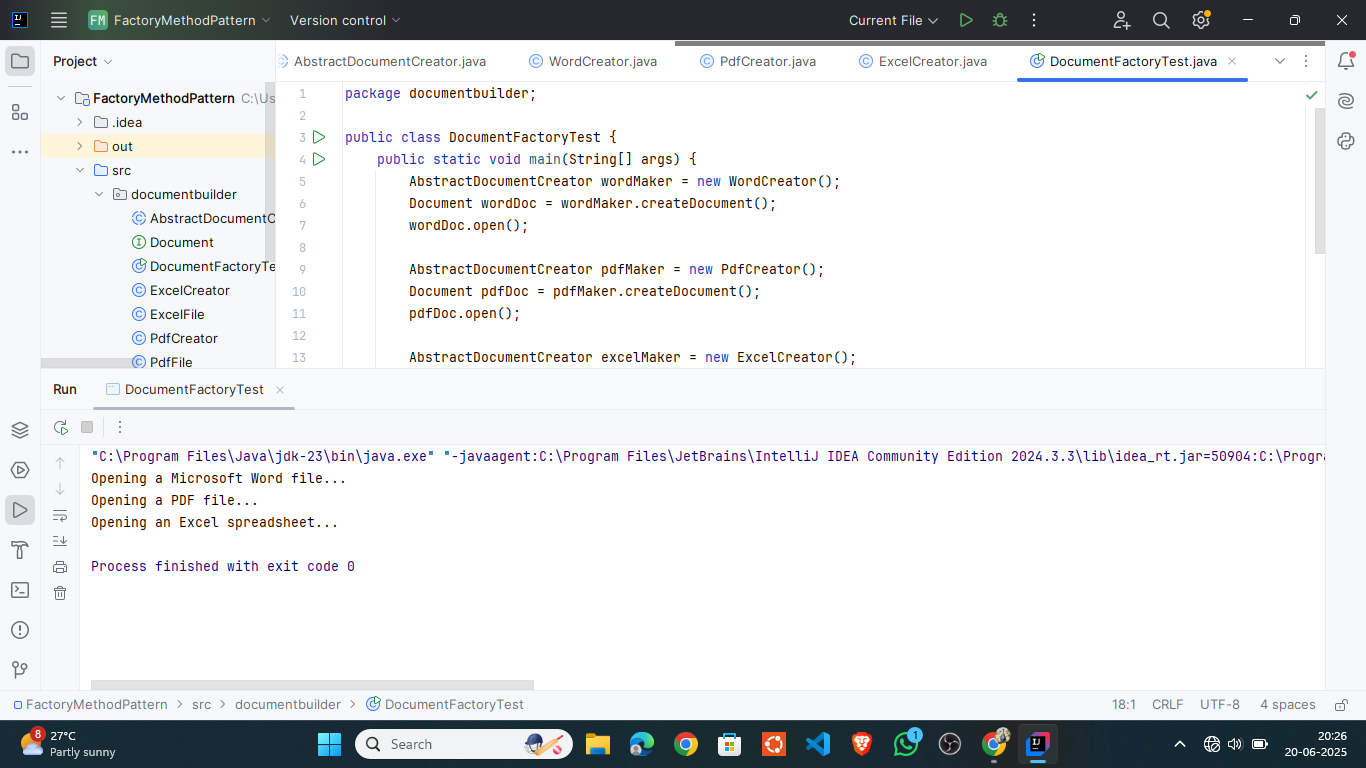 FM FactoryMethodPattern Version control Current File
Project
AbstractDocumentCreator.java WordCreator.java PdfCreator.java ExcelCreator.java DocumentFactoryTest.java
FactoryMethodPattern C:\Us
.idea
out
src
documentbuilder
AbstractDocumentC
Document
DocumentFactoryTe
ExcelCreator
ExcelFile
PdfCreator
PdfFile
1 package documentbuilder;
2
3 public class DocumentFactoryTest {
4 public static void main(String[] args) {
5 AbstractDocumentCreator wordMaker = new WordCreator();
6 Document wordDoc = wordMaker.createDocument();
7 wordDoc.open();
8
9 AbstractDocumentCreator pdfMaker = new PdfCreator();
10 Document pdfDoc = pdfMaker.createDocument();
11 pdfDoc.open();
12
13 AbstractDocumentCreator excelMaker = new ExcelCreator();
Run DocumentFactoryTest
"C:\Program Files\Java\jdk-23\bin\java.exe" "-javaagent:C:\Program Files\JetBrains\IntelliJ IDEA Community Edition 2024.3.3\lib\idea_rt.jar=50904:C:\Progra
Opening a Microsoft Word file...
Opening a PDF file...
Opening an Excel spreadsheet...
Process finished with exit code 0
FactoryMethodPattern > src > documentbuilder > DocumentFactoryTest 18:1 CRLF UTF-8 4 spaces
8 27°C
Partly sunny
Search
1
20:26
20-06-2025